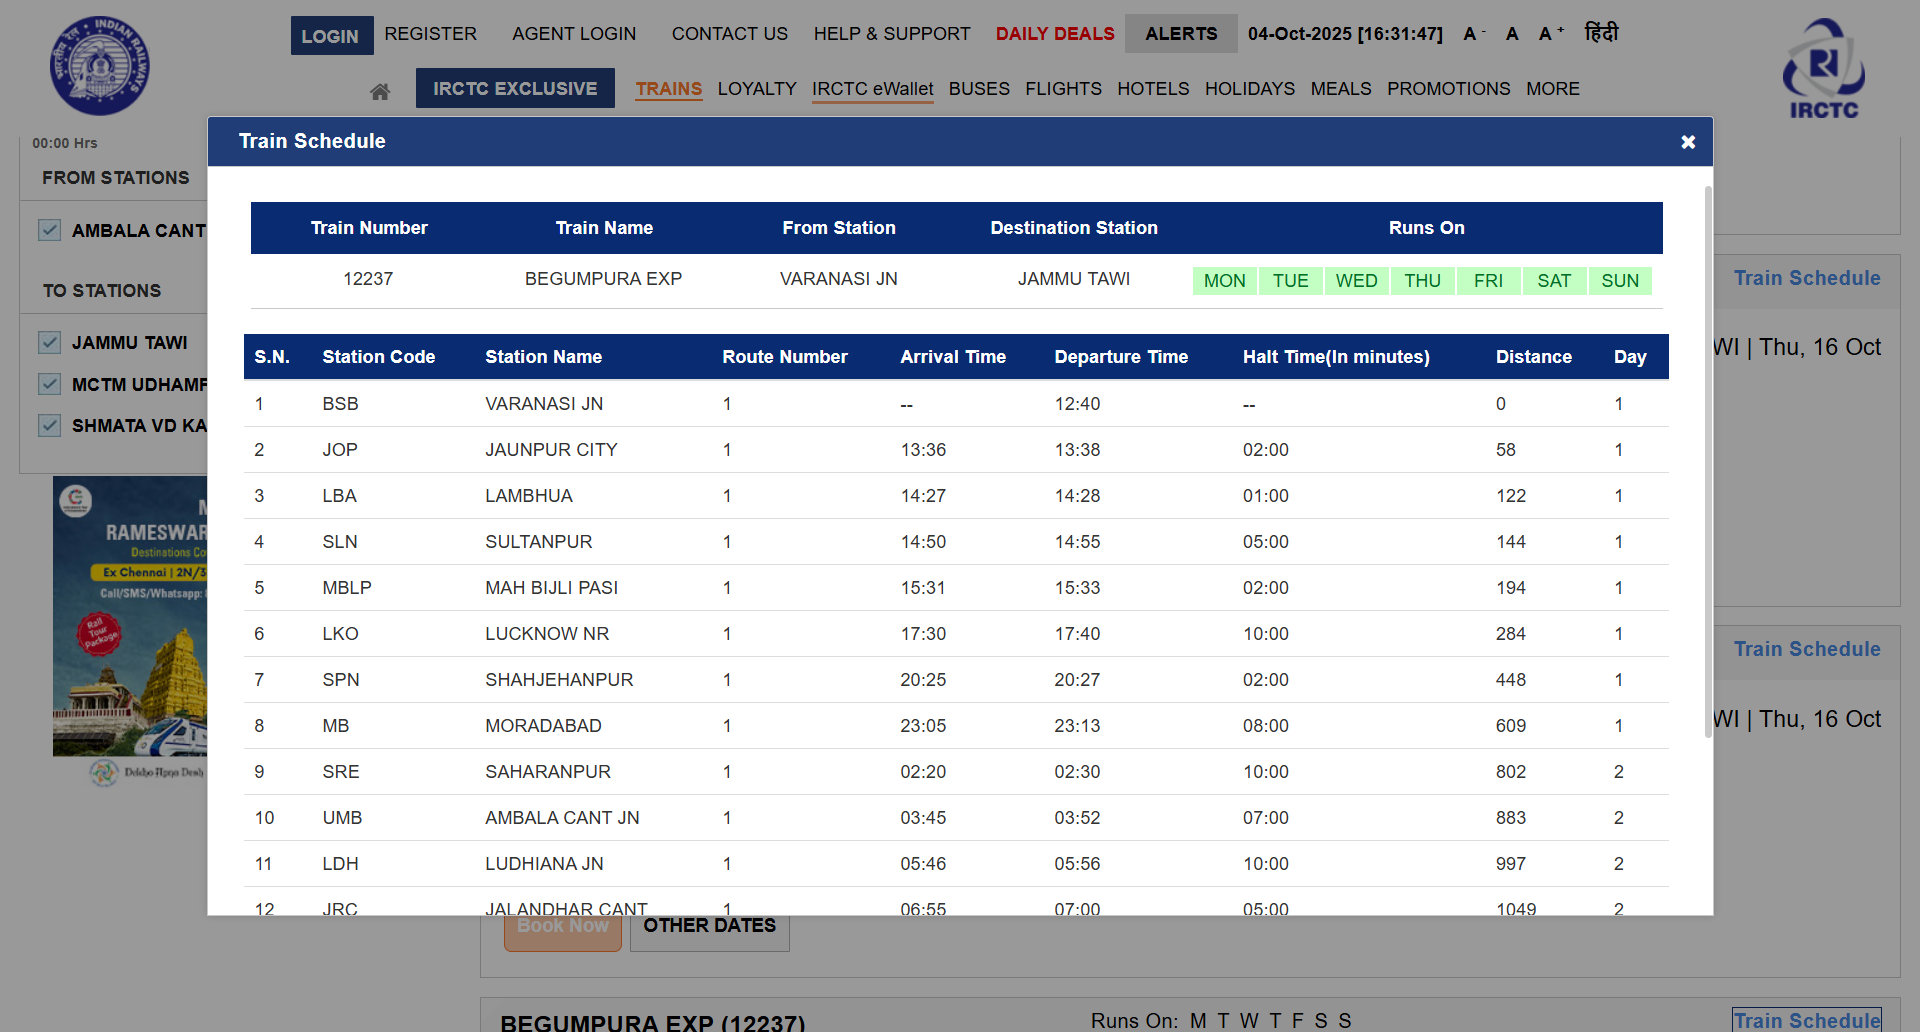 LOGIN REGISTER AGENT LOGIN CONTACT US HELP & SUPPORT DAILY DEALS ALERTS 04-Oct-2025 [16:31:47] A - A A + हिंदी
IRCTC EXCLUSIVE TRAINS LOYALTY IRCTC eWallet BUSES FLIGHTS HOTELS HOLIDAYS MEALS PROMOTIONS MORE
INDIAN RAILWAYS
भारतीय रेल
IRCTC
00:00 Hrs
FROM STATIONS
AMBALA CANT
TO STATIONS
JAMMU TAWI
MCTM UDHAMP
SHMATA VD KA
RAMESWAR
Destinations Co
Ex Chennai | 2N/3
Call/SMS/Whatsapp:
Rail
Tour
Package
Dekho Apna Desh
Train Schedule
Train Number Train Name From Station Destination Station Runs On
12237 BEGUMPURA EXP VARANASI JN JAMMU TAWI MON TUE WED THU FRI SAT SUN
S.N. Station Code Station Name Route Number Arrival Time Departure Time Halt Time(In minutes) Distance Day
1 BSB VARANASI JN 1 -- 12:40 -- 0 1
2 JOP JAUNPUR CITY 1 13:36 13:38 02:00 58 1
3 LBA LAMBHUA 1 14:27 14:28 01:00 122 1
4 SLN SULTANPUR 1 14:50 14:55 05:00 144 1
5 MBLP MAH BIJLI PASI 1 15:31 15:33 02:00 194 1
6 LKO LUCKNOW NR 1 17:30 17:40 10:00 284 1
7 SPN SHAHJEHANPUR 1 20:25 20:27 02:00 448 1
8 MB MORADABAD 1 23:05 23:13 08:00 609 1
9 SRE SAHARANPUR 1 02:20 02:30 10:00 802 2
10 UMB AMBALA CANT JN 1 03:45 03:52 07:00 883 2
11 LDH LUDHIANA JN 1 05:46 05:56 10:00 997 2
12 JRC JALANDHAR CANT 1 06:55 07:00 05:00 1049 2
Train Schedule
WI | Thu, 16 Oct
Train Schedule
WI | Thu, 16 Oct
Book Now OTHER DATES
BEGUMPURA EXP (12237) Runs On: M T W T F S S Train Schedule